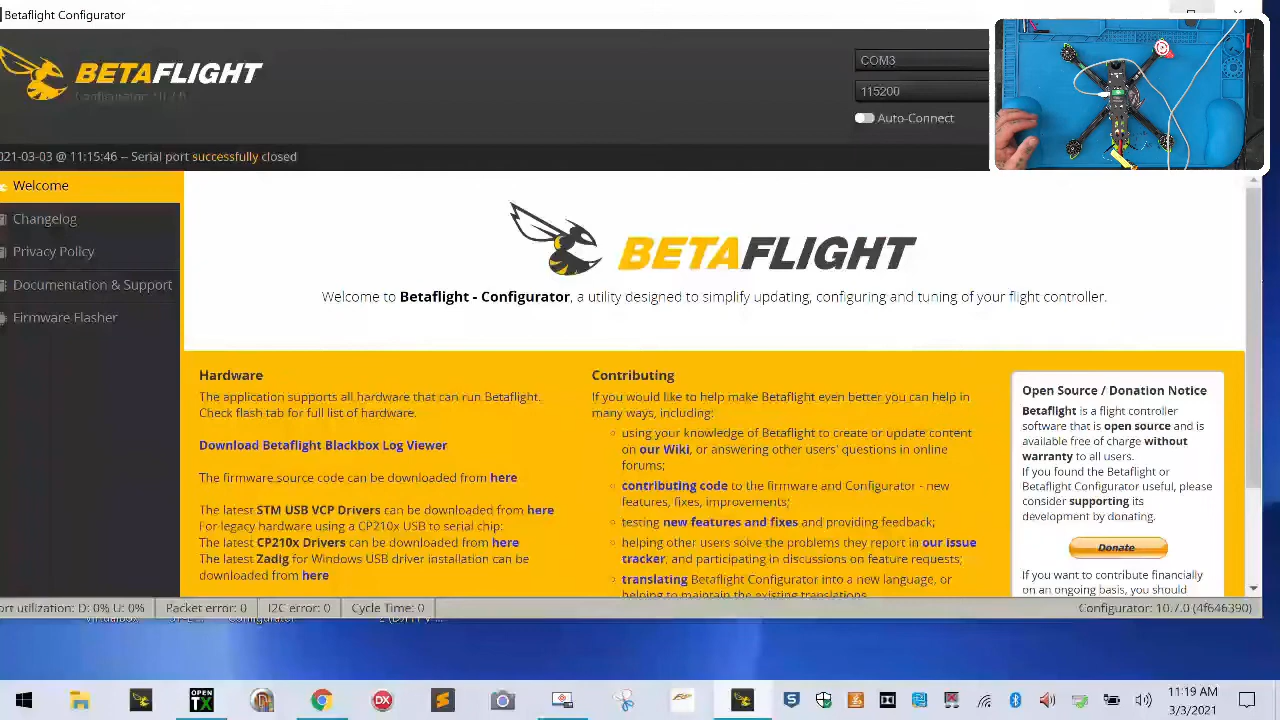 Betaflight Configurator
BETAFLIGHT
COM3
115200
Auto-Connect
021-03-03 @ 11:15:46 -- Serial port successfully closed
Welcome
Changelog
Privacy Policy
Documentation & Support
Firmware Flasher
BETAFLIGHT
Welcome to Betaflight - Configurator, a utility designed to simplify updating, configuring and tuning of your flight controller.
Hardware
The application supports all hardware that can run Betaflight.
Check flash tab for full list of hardware.
Download Betaflight Blackbox Log Viewer
The firmware source code can be downloaded from here
The latest STM USB VCP Drivers can be downloaded from here
For legacy hardware using a CP210x USB to serial chip:
The latest CP210x Drivers can be downloaded from here
The latest Zadig for Windows USB driver installation can be
downloaded from here
Contributing
If you would like to help make Betaflight even better you can help in
many ways, including:
using your knowledge of Betaflight to create or update content
on our Wiki, or answering other users' questions in online
forums;
contributing code to the firmware and Configurator - new
features, fixes, improvements;
testing new features and fixes and providing feedback;
helping other users solve the problems they report in our issue
tracker, and participating in discussions on feature requests;
translating Betaflight Configurator into a new language, or
helping to maintain the existing translations.
Open Source / Donation Notice
Betaflight is a flight controller
software that is open source and is
available free of charge without
warranty to all users.
If you found the Betaflight or
Betaflight Configurator useful, please
consider supporting its
development by donating.
Donate
If you want to contribute financially
on an ongoing basis, you should
ort utilization: D: 0% U: 0%
Packet error: 0
I2C error: 0
Cycle Time: 0
Configurator: 10.7.0 (4f646390)
OPEN
TX
DX
11:19 AM
3/3/2021